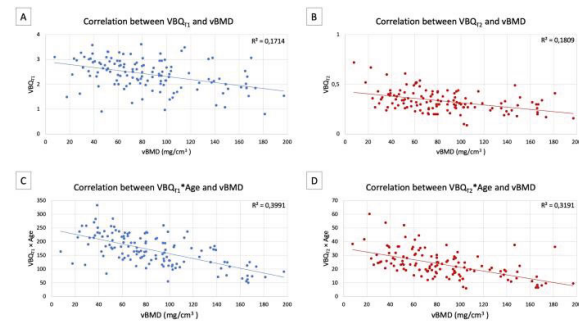 A
Correlation between VBQT1 and vBMD
R² = 0,1714
VBQT1
4
3
2
1
0
0 20 40 60 80 100 120 140 160 180 200
vBMD (mg/cm³)
B
Correlation between VBQT2 and vBMD
R² = 0,1809
VBQT2
1
0,5
0
0 20 40 60 80 100 120 140 160 180 200
vBMD (mg/cm³)
C
Correlation between VBQT1*Age and vBMD
R² = 0,3991
VBQT1 × Age
350
300
250
200
150
100
50
0
0 20 40 60 80 100 120 140 160 180 200
vBMD (mg/cm³)
D
Correlation between VBQT2*Age and vBMD
R² = 0,3191
VBQT2 × Age
70
60
50
40
30
20
10
0
0 20 40 60 80 100 120 140 160 180 200
vBMD (mg/cm³)